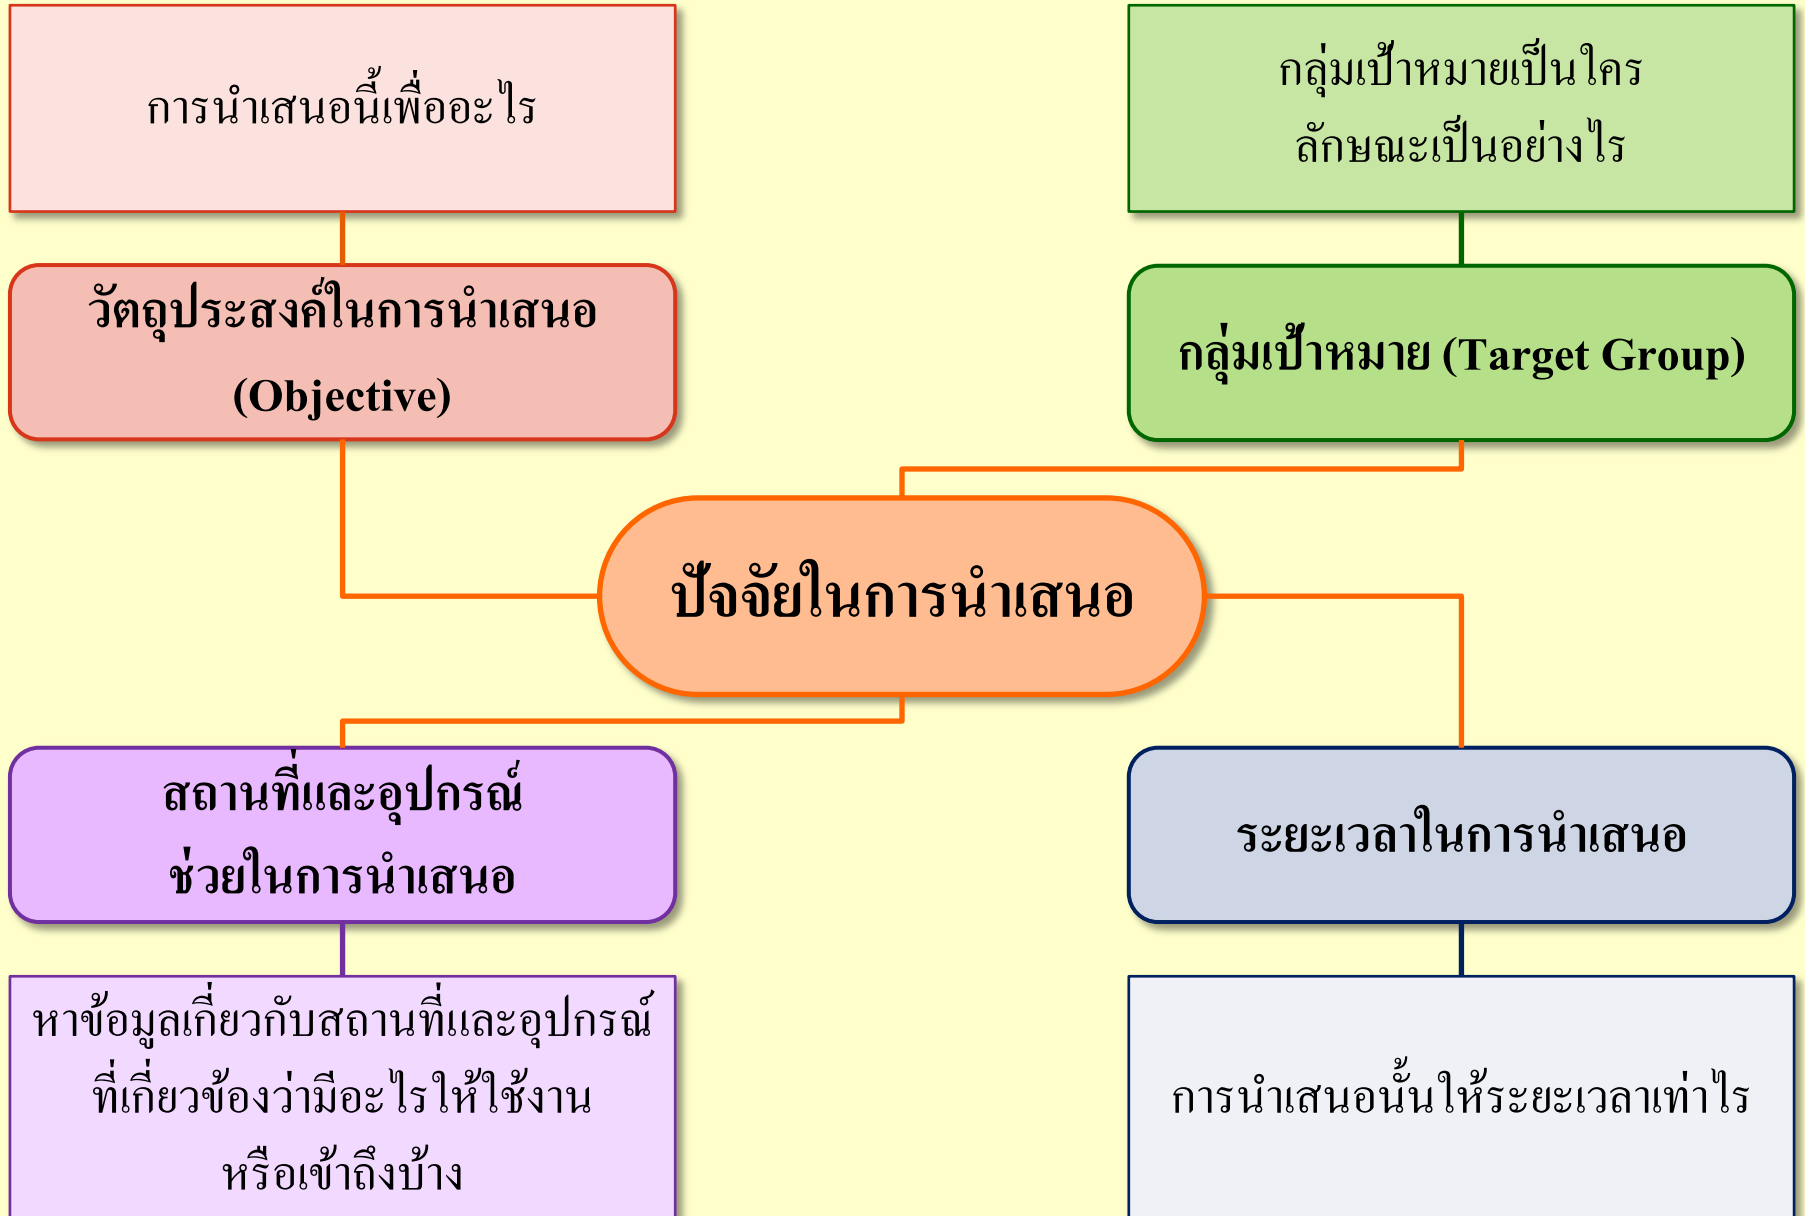 การนำเสนอนี้เพื่ออะไร
กลุ่มเป้าหมายเป็นใคร
ลักษณะเป็นอย่างไร
วัตถุประสงค์ในการนำเสนอ
(Objective)
กลุ่มเป้าหมาย (Target Group)
ปัจจัยในการนำเสนอ
สถานที่และอุปกรณ์
ช่วยในการนำเสนอ
ระยะเวลาในการนำเสนอ
หาข้อมูลเกี่ยวกับสถานที่และอุปกรณ์
ที่เกี่ยวข้องว่ามีอะไรให้ใช้งาน
หรือเข้าถึงบ้าง
การนำเสนอนั้นให้ระยะเวลาเท่าไร